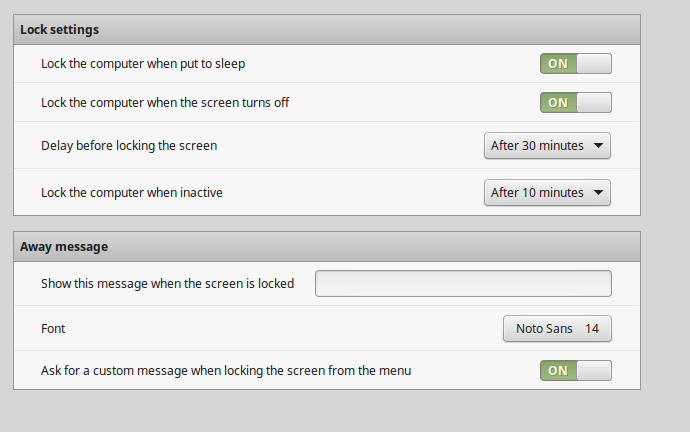 Lock settings
Lock the computer when put to sleep ON
Lock the computer when the screen turns off ON
Delay before locking the screen After 30 minutes
Lock the computer when inactive After 10 minutes
Away message
Show this message when the screen is locked
Font Noto Sans 14
Ask for a custom message when locking the screen from the menu ON